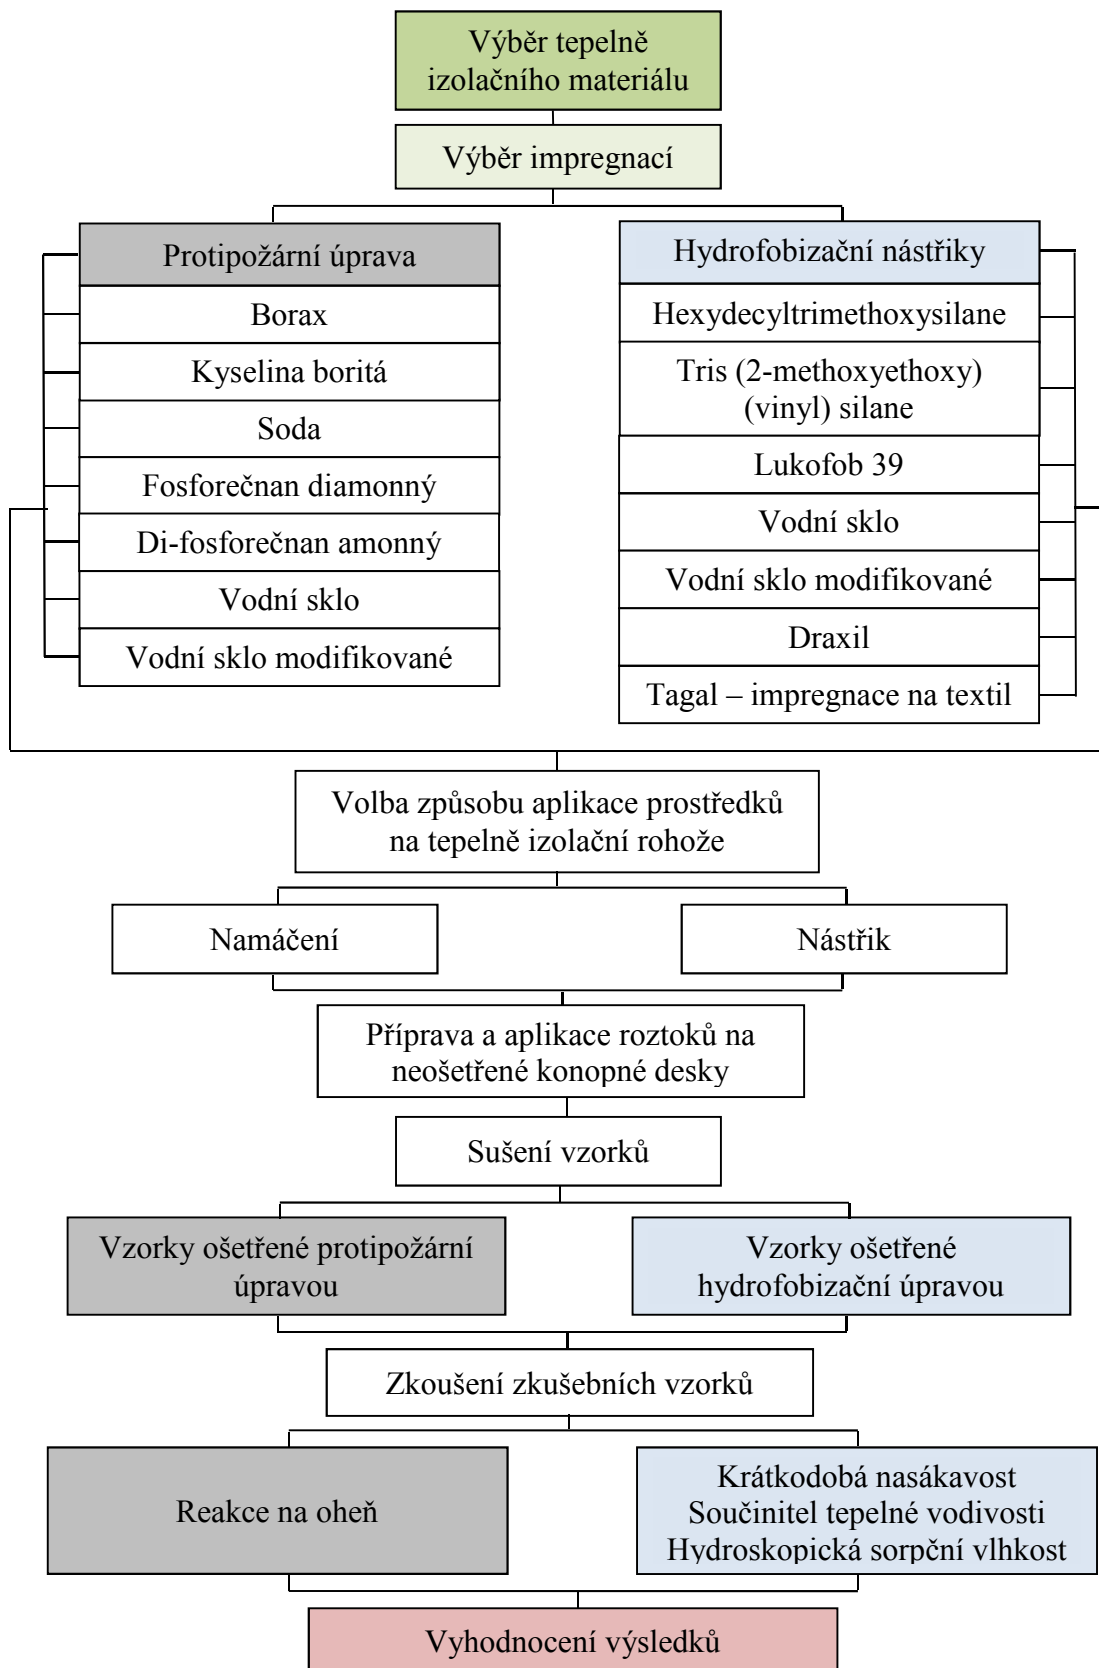 Výběr tepelně
izolačního materiálu
Výběr impregnací
Protipožární úprava
Borax
Kyselina boritá
Soda
Fosforečnan diamonný
Di-fosforečnan amonný
Vodní sklo
Vodní sklo modifikované
Hydrofobizační nástřiky
Hexydecyltrimethoxysilane
Tris (2-methoxyethoxy)
(vinyl) silane
Lukofob 39
Vodní sklo
Vodní sklo modifikované
Draxil
Tagal – impregnace na textil
Volba způsobu aplikace prostředků
na tepelně izolační rohože
Namáčení
Nástřik
Příprava a aplikace roztoků na
neošetřené konopné desky
Sušení vzorků
Vzorky ošetřené protipožární
úpravou
Vzorky ošetřené
hydrofobizační úpravou
Zkoušení zkušebních vzorků
Reakce na oheň
Krátkodobá nasákavost
Součinitel tepelné vodivosti
Hydroskopická sorpční vlhkost
Vyhodnocení výsledků